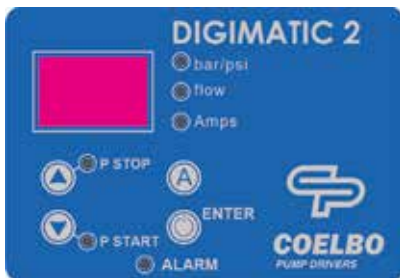 DIGIMATIC 2
bar/psi
flow
Amps
P STOP
A
ENTER
P START
ALARM
COELBO
PUMP DRIVERS